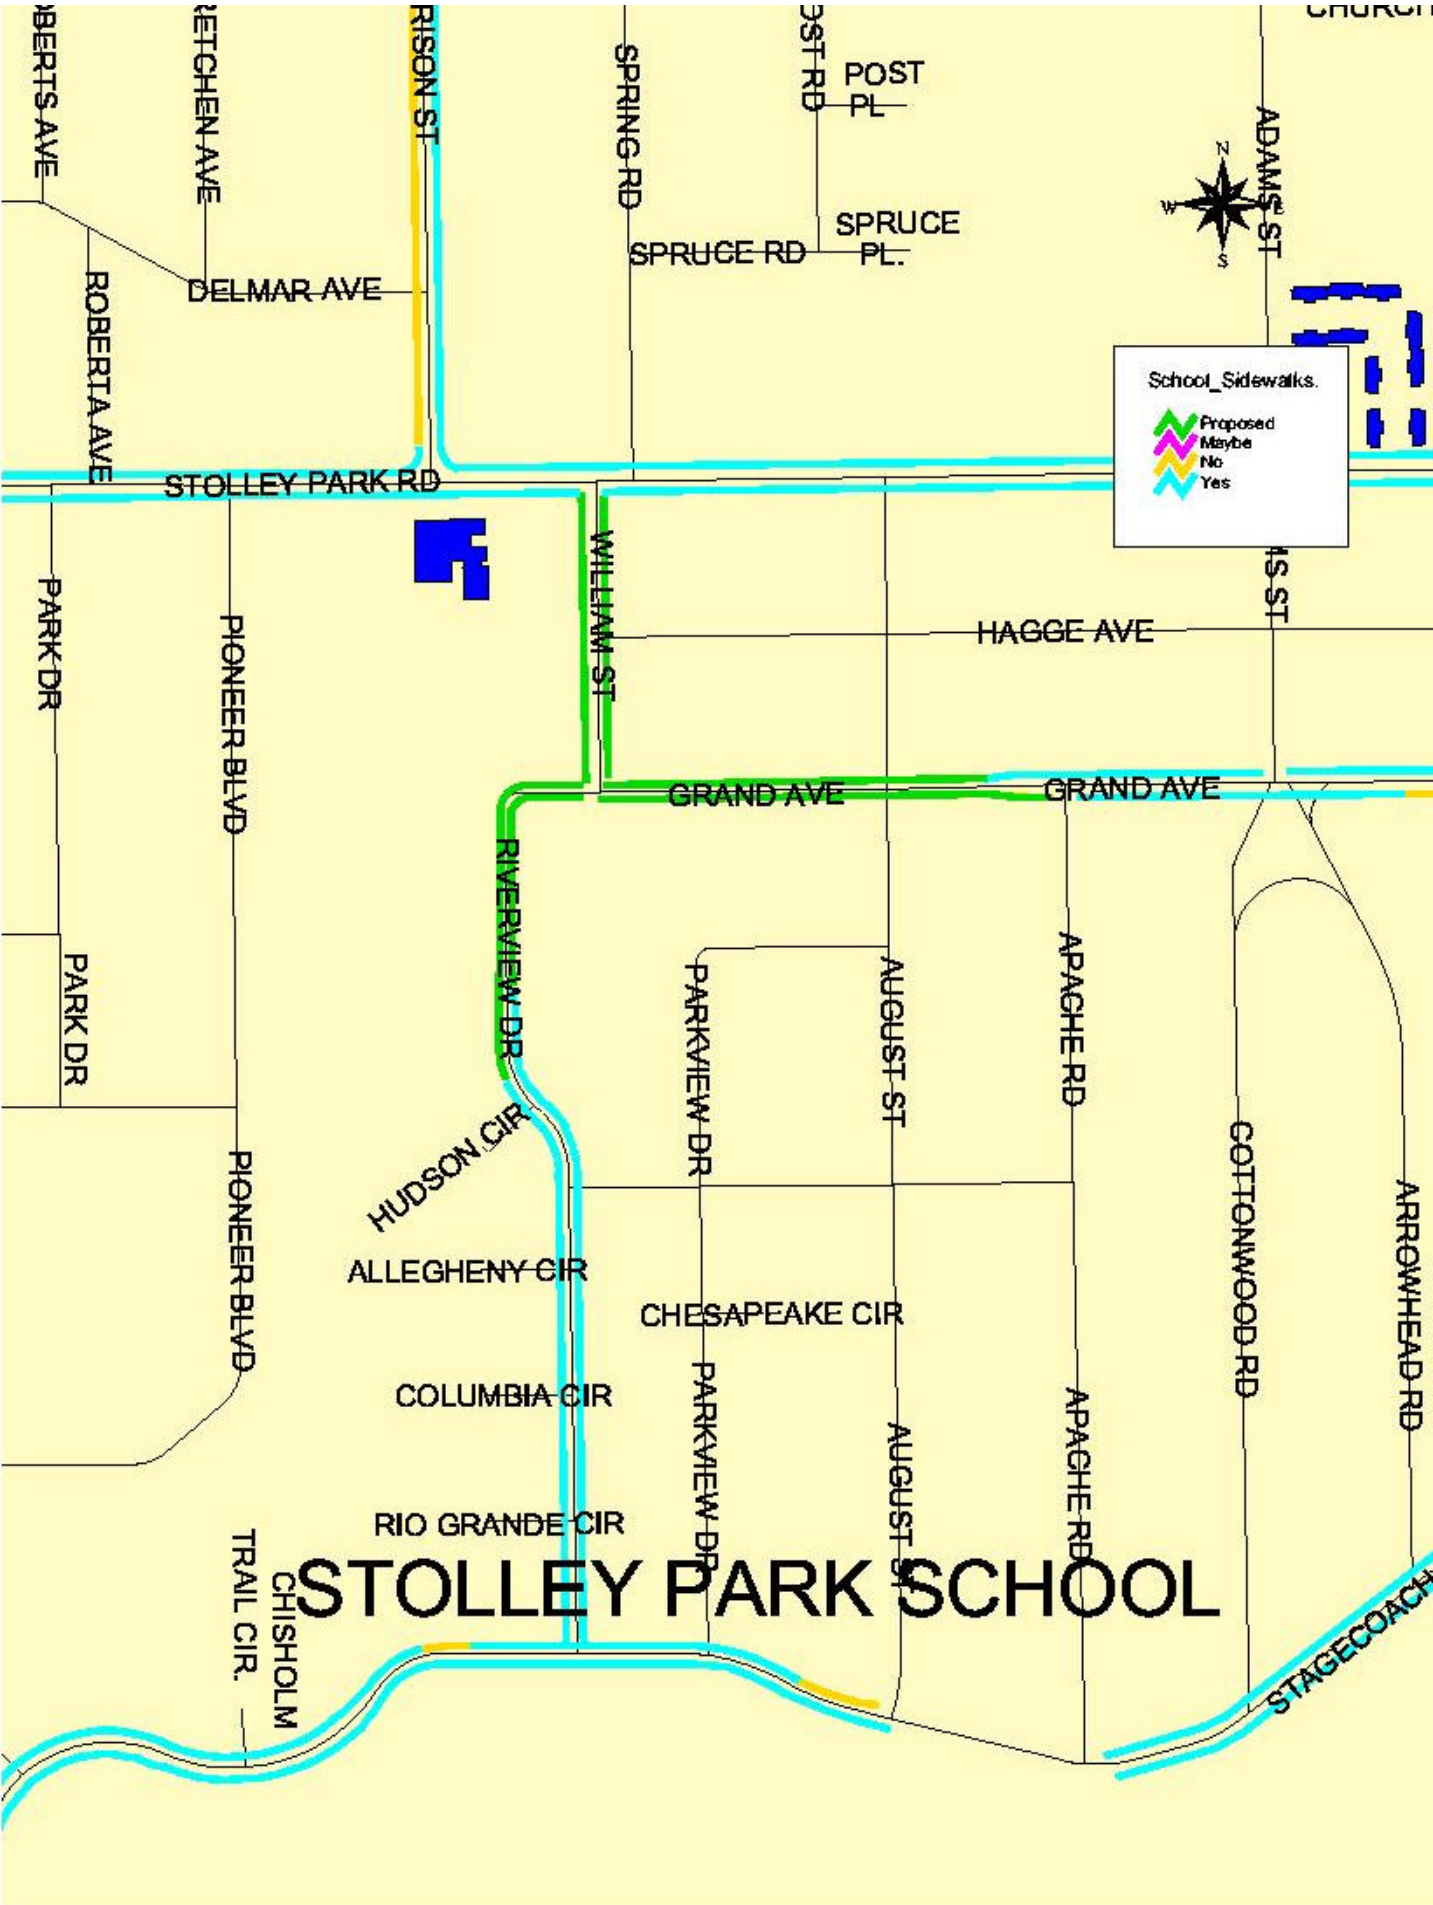 CHURCH
OBERTS AVE
RETCHEN AVE
RISON ST
SPRING RD
OST RD
POST
PL
ADAMS ST
N
W
E
S
SPRUCE
PL.
SPRUCE RD
DELMAR AVE
ROBERTA AVE
School_Sidewalks.
Proposed
Maybe
No
Yes
STOLLEY PARK RD
WILLIAM ST
MS ST
PARK DR
PIONEER BLVD
HAGGE AVE
GRAND AVE
GRAND AVE
RIVERVIEW DR
PARK DR
PARKVIEW DR
AUGUST ST
APACHE RD
HUDSON CIR
COTTONWOOD RD
ARROWHEAD RD
PIONEER BLVD
ALLEGHENY CIR
CHESAPEAKE CIR
COLUMBIA CIR
PARKVIEW DR
AUGUST ST
APACHE RD
RIO GRANDE CIR
STOLLEY PARK SCHOOL
CHISHOLM
TRAIL CIR.
STAGECOACH